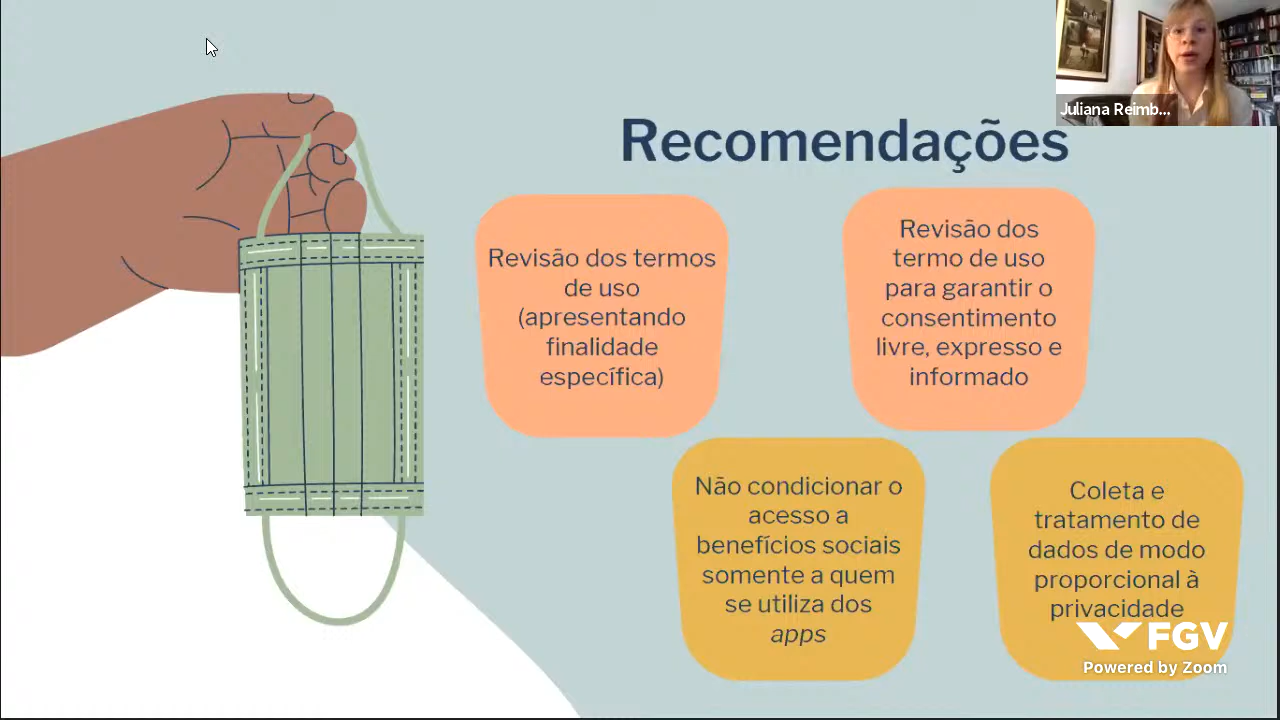 Juliana Reimb...
Recomendações
Revisão dos termos
de uso
(apresentando
finalidade
específica)
Revisão dos
termo de uso
para garantir o
consentimento
livre, expresso e
informado
Não condicionar o
acesso a
benefícios sociais
somente a quem
se utiliza dos
apps
Coleta e
tratamento de
dados de modo
proporcional à
privacidade
FGV
Powered by Zoom